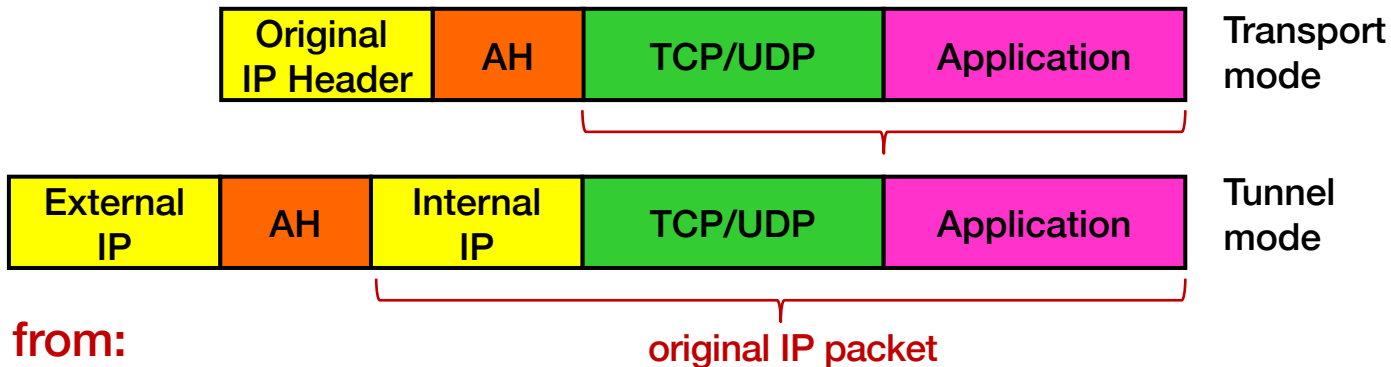 Original
IP Header
AH
TCP/UDP
Application
Transport
mode
External
IP
AH
Internal
IP
TCP/UDP
Application
Tunnel
mode
from:
original IP packet